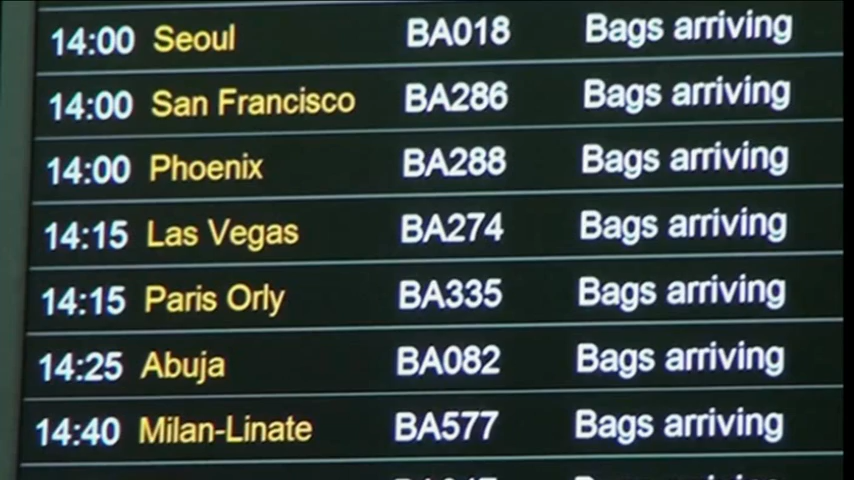 14:00 Seoul BA018 Bags arriving
14:00 San Francisco BA286 Bags arriving
14:00 Phoenix BA288 Bags arriving
14:15 Las Vegas BA274 Bags arriving
14:15 Paris Orly BA335 Bags arriving
14:25 Abuja BA082 Bags arriving
14:40 Milan-Linate BA577 Bags arriving